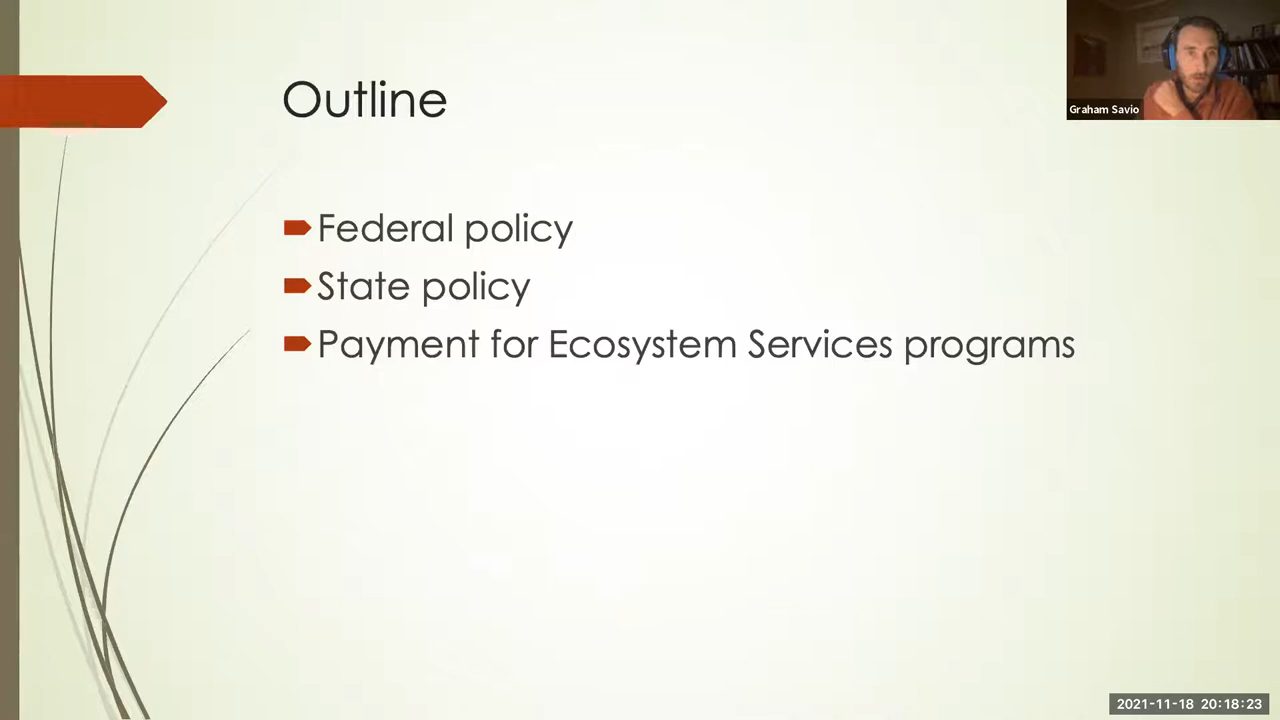 Outline
Graham Savio
Federal policy
State policy
Payment for Ecosystem Services programs
2021-11-18 20:18:23